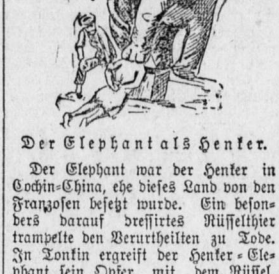 Der Elephant als Henker.
Der Elephant war der Henker in
Cochin-China, ehe dieses Land von den
Franzosen besetzt wurde. Ein beson-
ders darauf dressirtes Rüsselthier
trampelte den Verurtheilten zu Tode.
In Tonkin ergreift der Henker-Ele-
phant sein Opfer mit dem